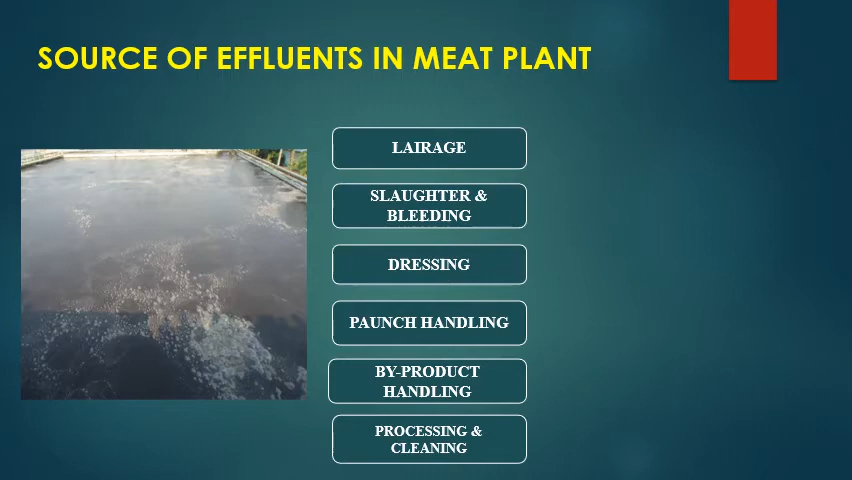 SOURCE OF EFFLUENTS IN MEAT PLANT
LAIRAGE
SLAUGHTER &
BLEEDING
DRESSING
PAUNCH HANDLING
BY-PRODUCT
HANDLING
PROCESSING &
CLEANING